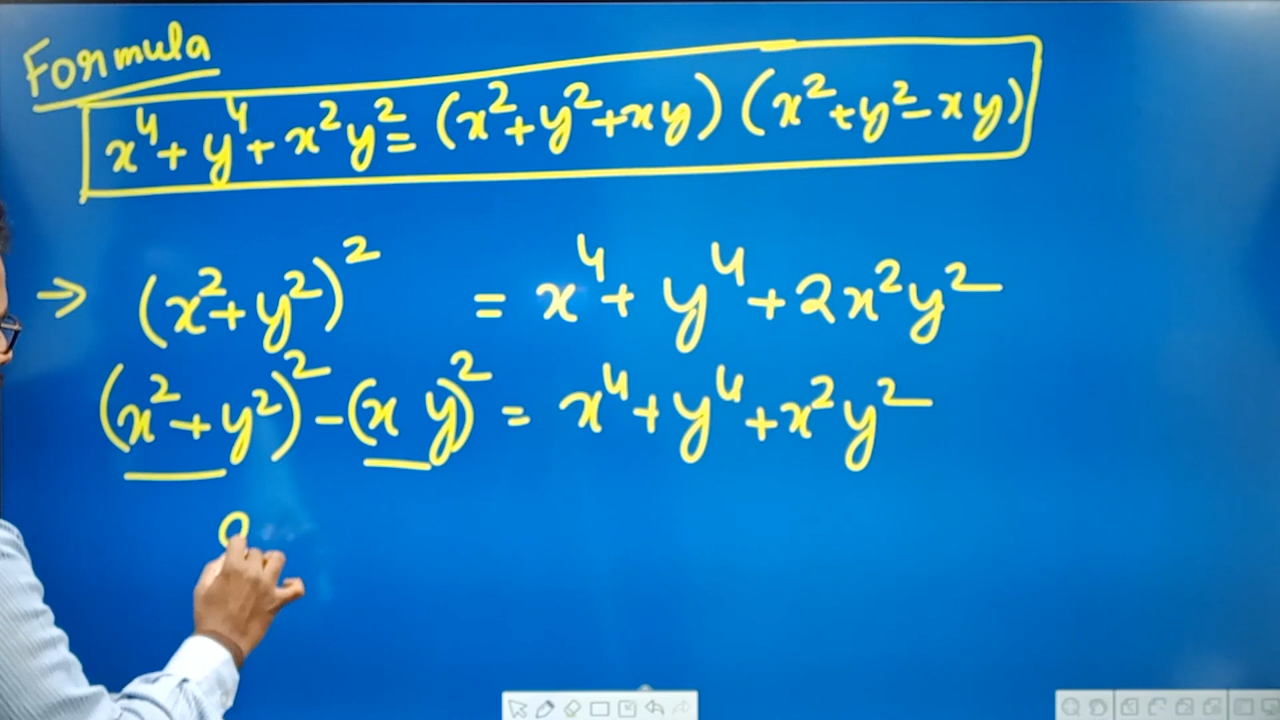 Formula
x⁴ + y⁴ + x²y² = (x² + y² + xy) (x² + y² - xy)
→ (x² + y²)² = x⁴ + y⁴ + 2x²y²
(x² + y²)² - (x y)² = x⁴ + y⁴ + x²y²